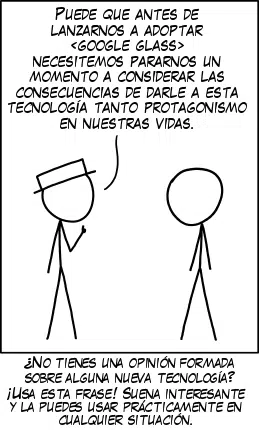 PUEDE QUE ANTES DE
LANZARNOS A ADOPTAR
<GOOGLE GLASS>
NECESITEMOS PARARNOS UN
MOMENTO A CONSIDERAR LAS
CONSECUENCIAS DE DARLE A ESTA
TECNOLOGÍA TANTO PROTAGONISMO
EN NUESTRAS VIDAS.
¿NO TIENES UNA OPINIÓN FORMADA
SOBRE ALGUNA NUEVA TECNOLOGÍA?
¡USA ESTA FRASE! SUENA INTERESANTE
Y LA PUEDES USAR PRÁCTICAMENTE EN
CUALQUIER SITUACIÓN.